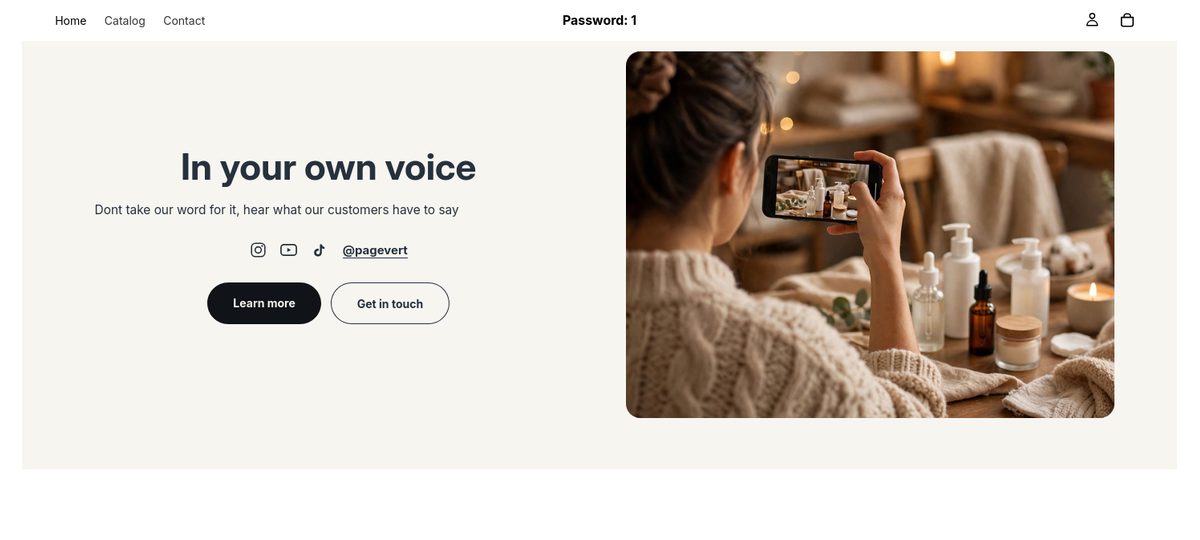 Home Catalog Contact Password: 1
In your own voice
Dont take our word for it, hear what our customers have to say
@pagevert
Learn more Get in touch